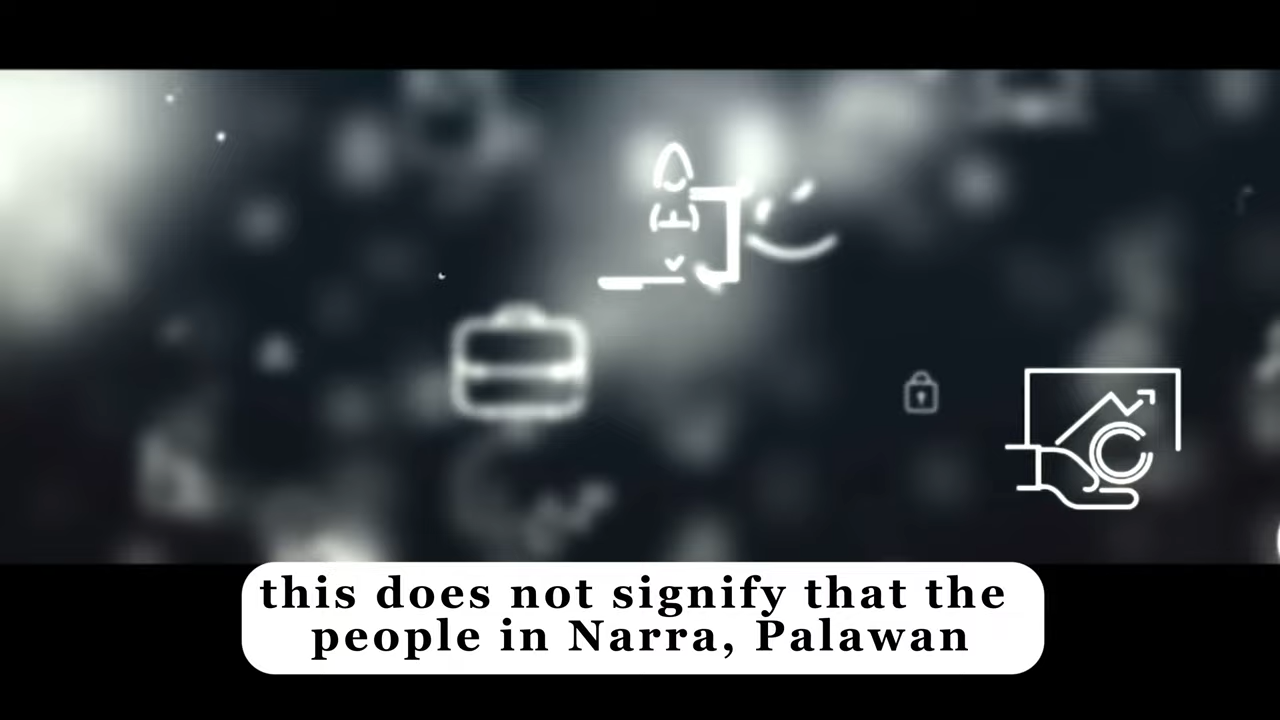 this does not signify that the
people in Narra, Palawan